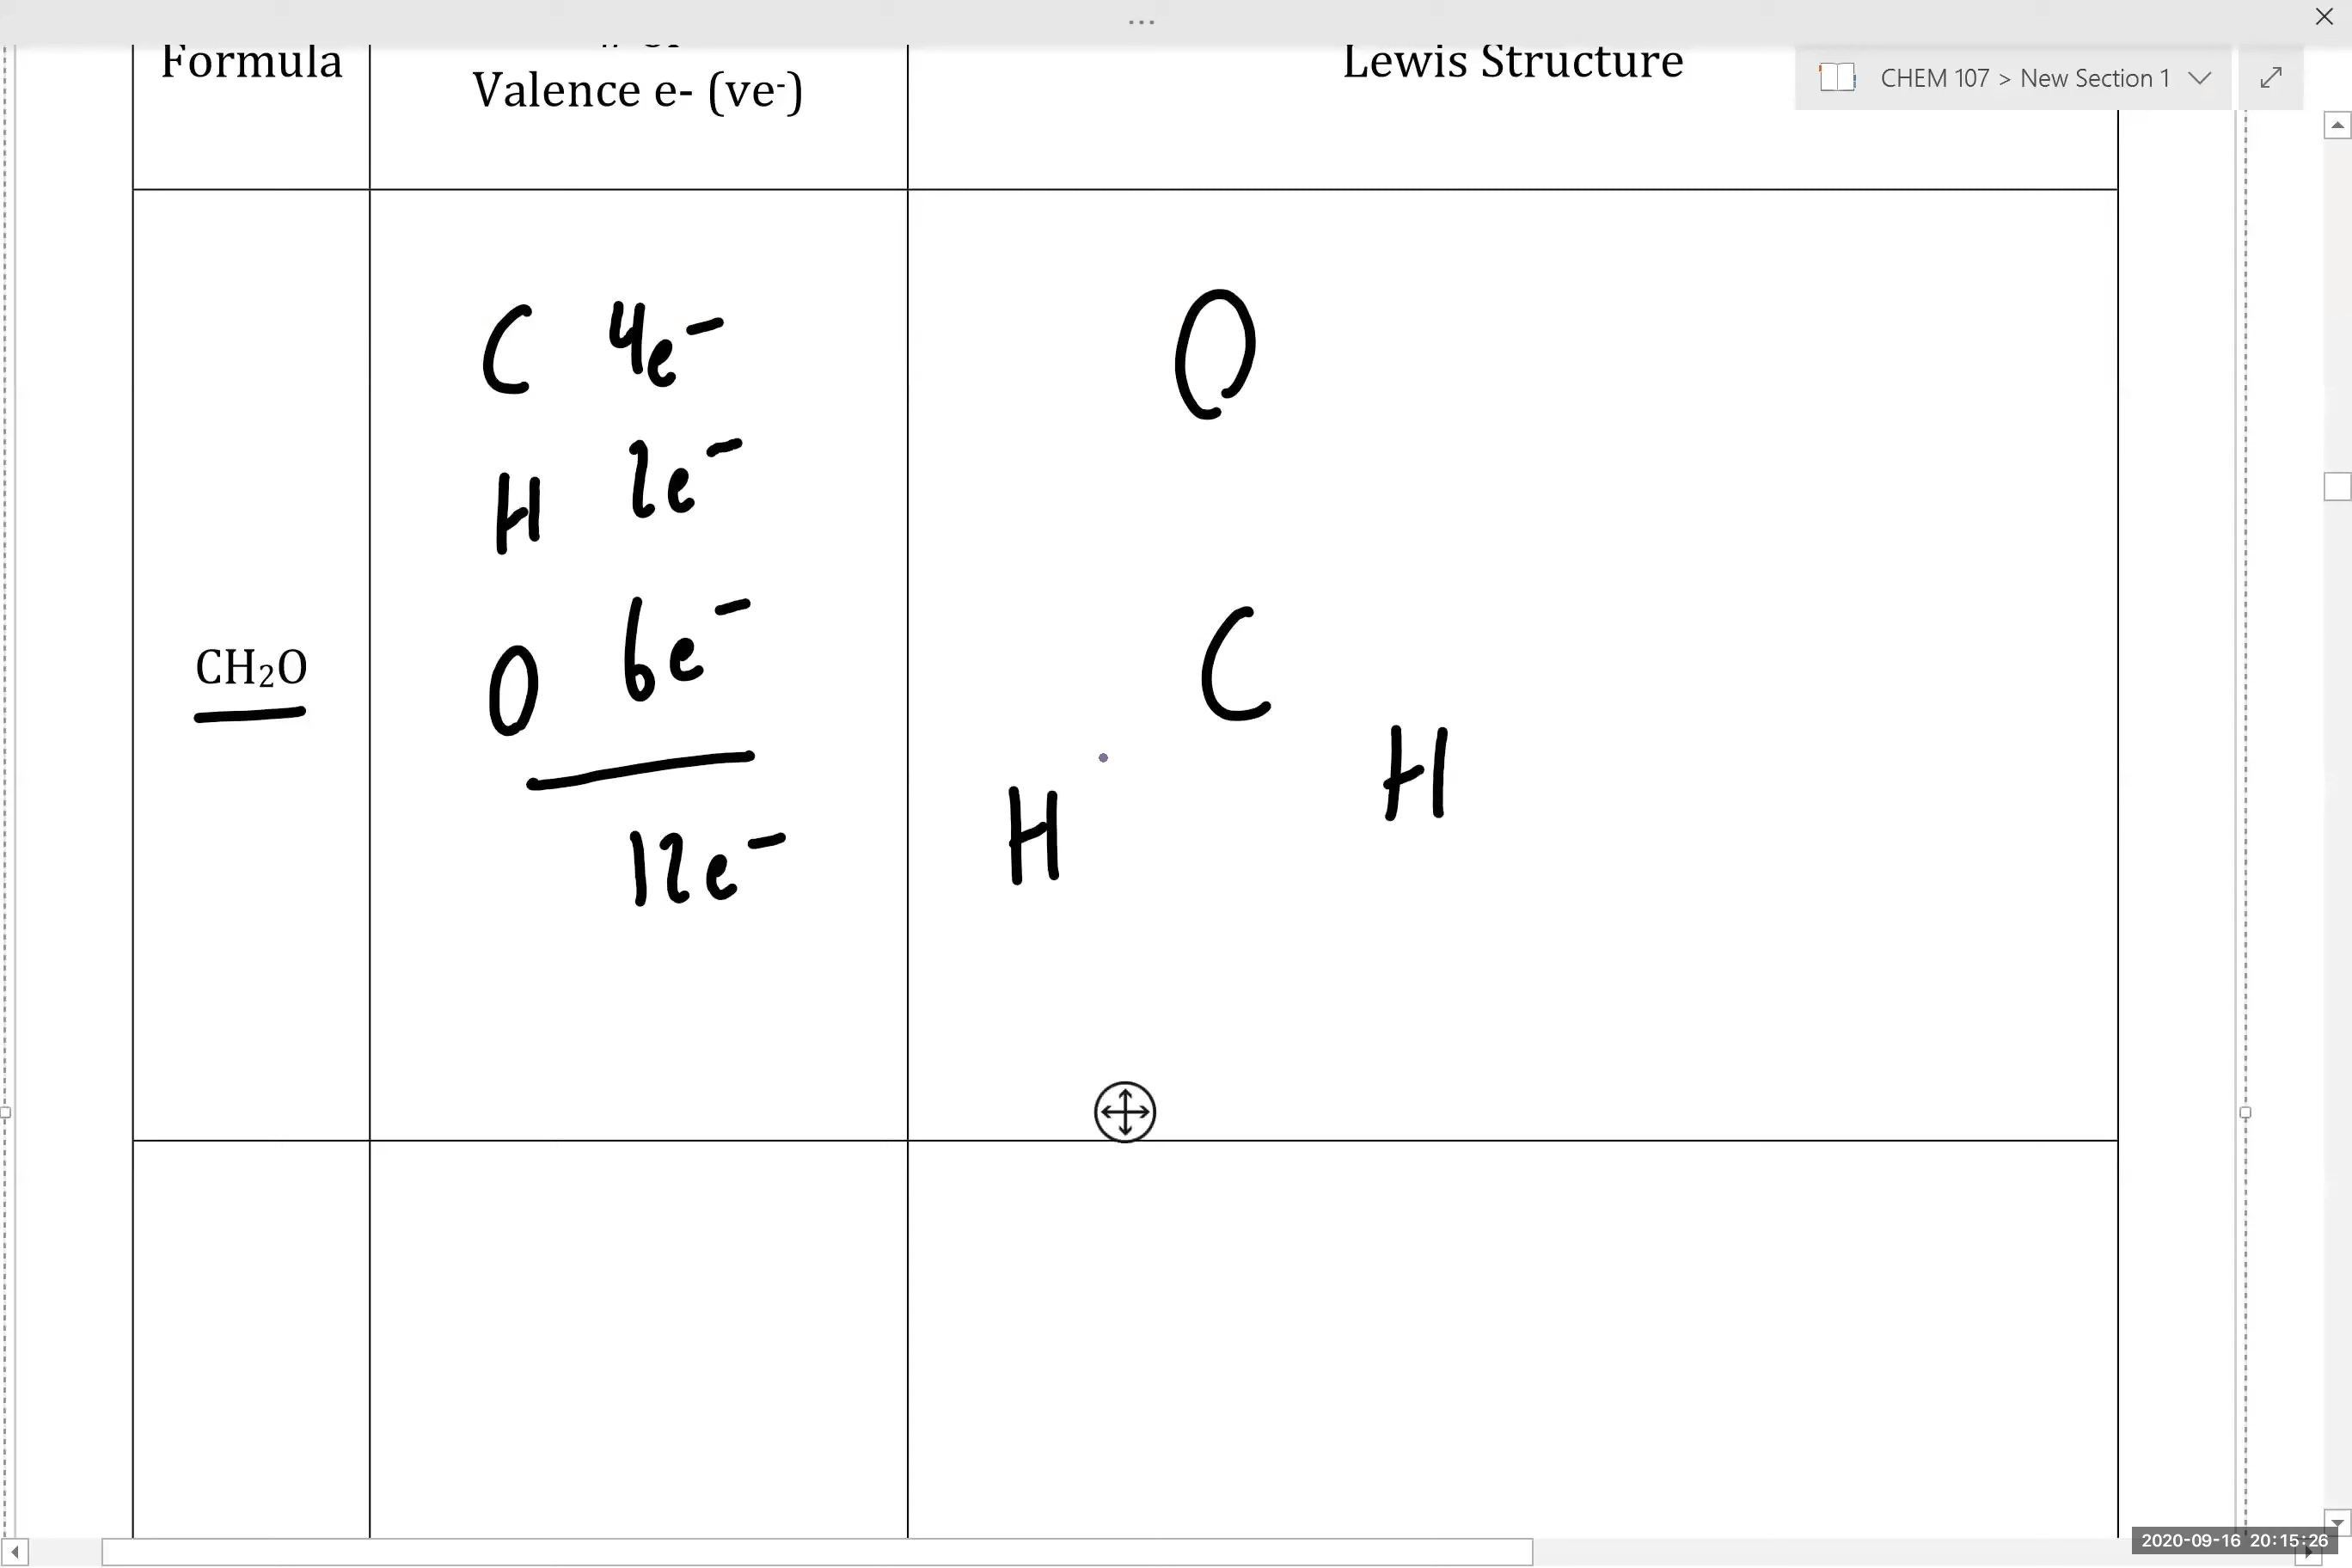 ...
Formula
Valence e- (ve⁻)
Lewis Structure
CHEM 107 > New Section 1
CH₂O
C 4e⁻
H 2e⁻
O 6e⁻
12e⁻
O
C
H
H
2020-09-16 20:15:26